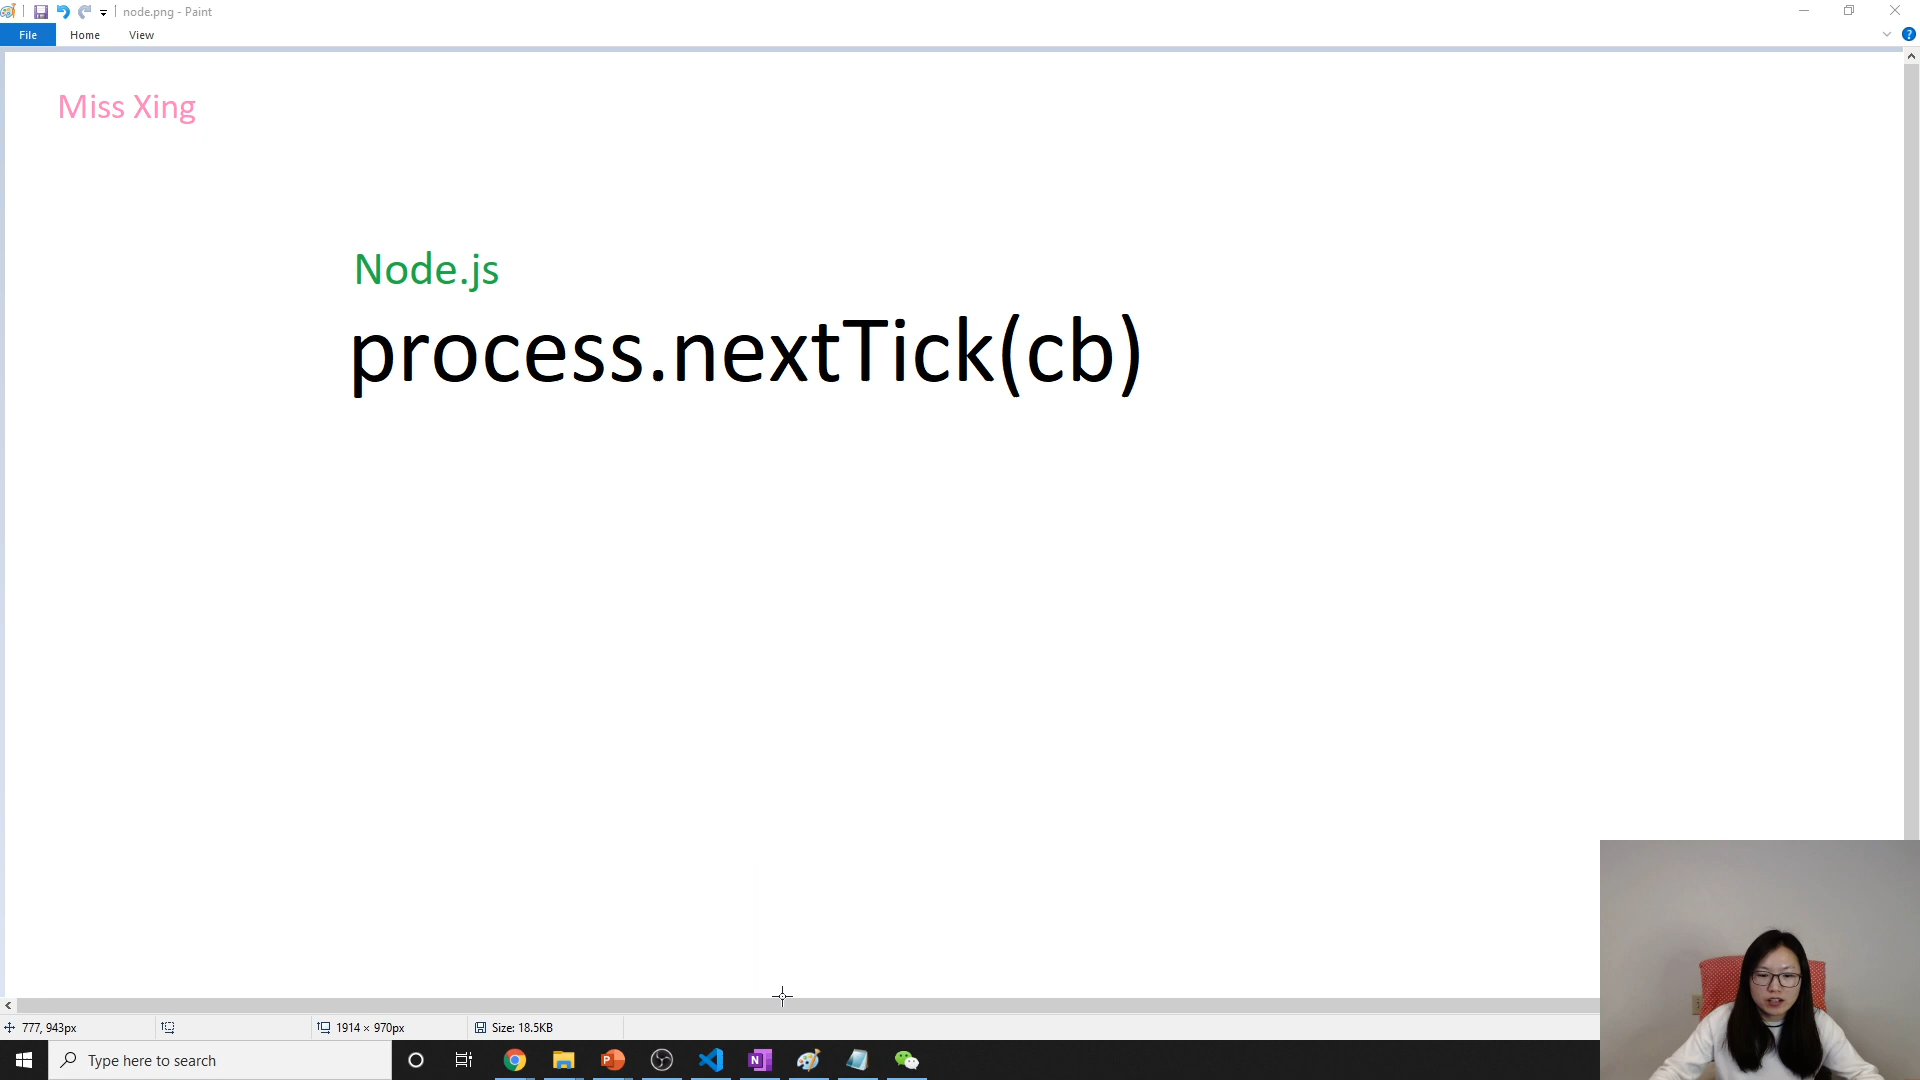 node.png - Paint
File Home View
Miss Xing
Node.js
process.nextTick(cb)
777, 943px
1914 × 970px
Size: 18.5KB
Type here to search